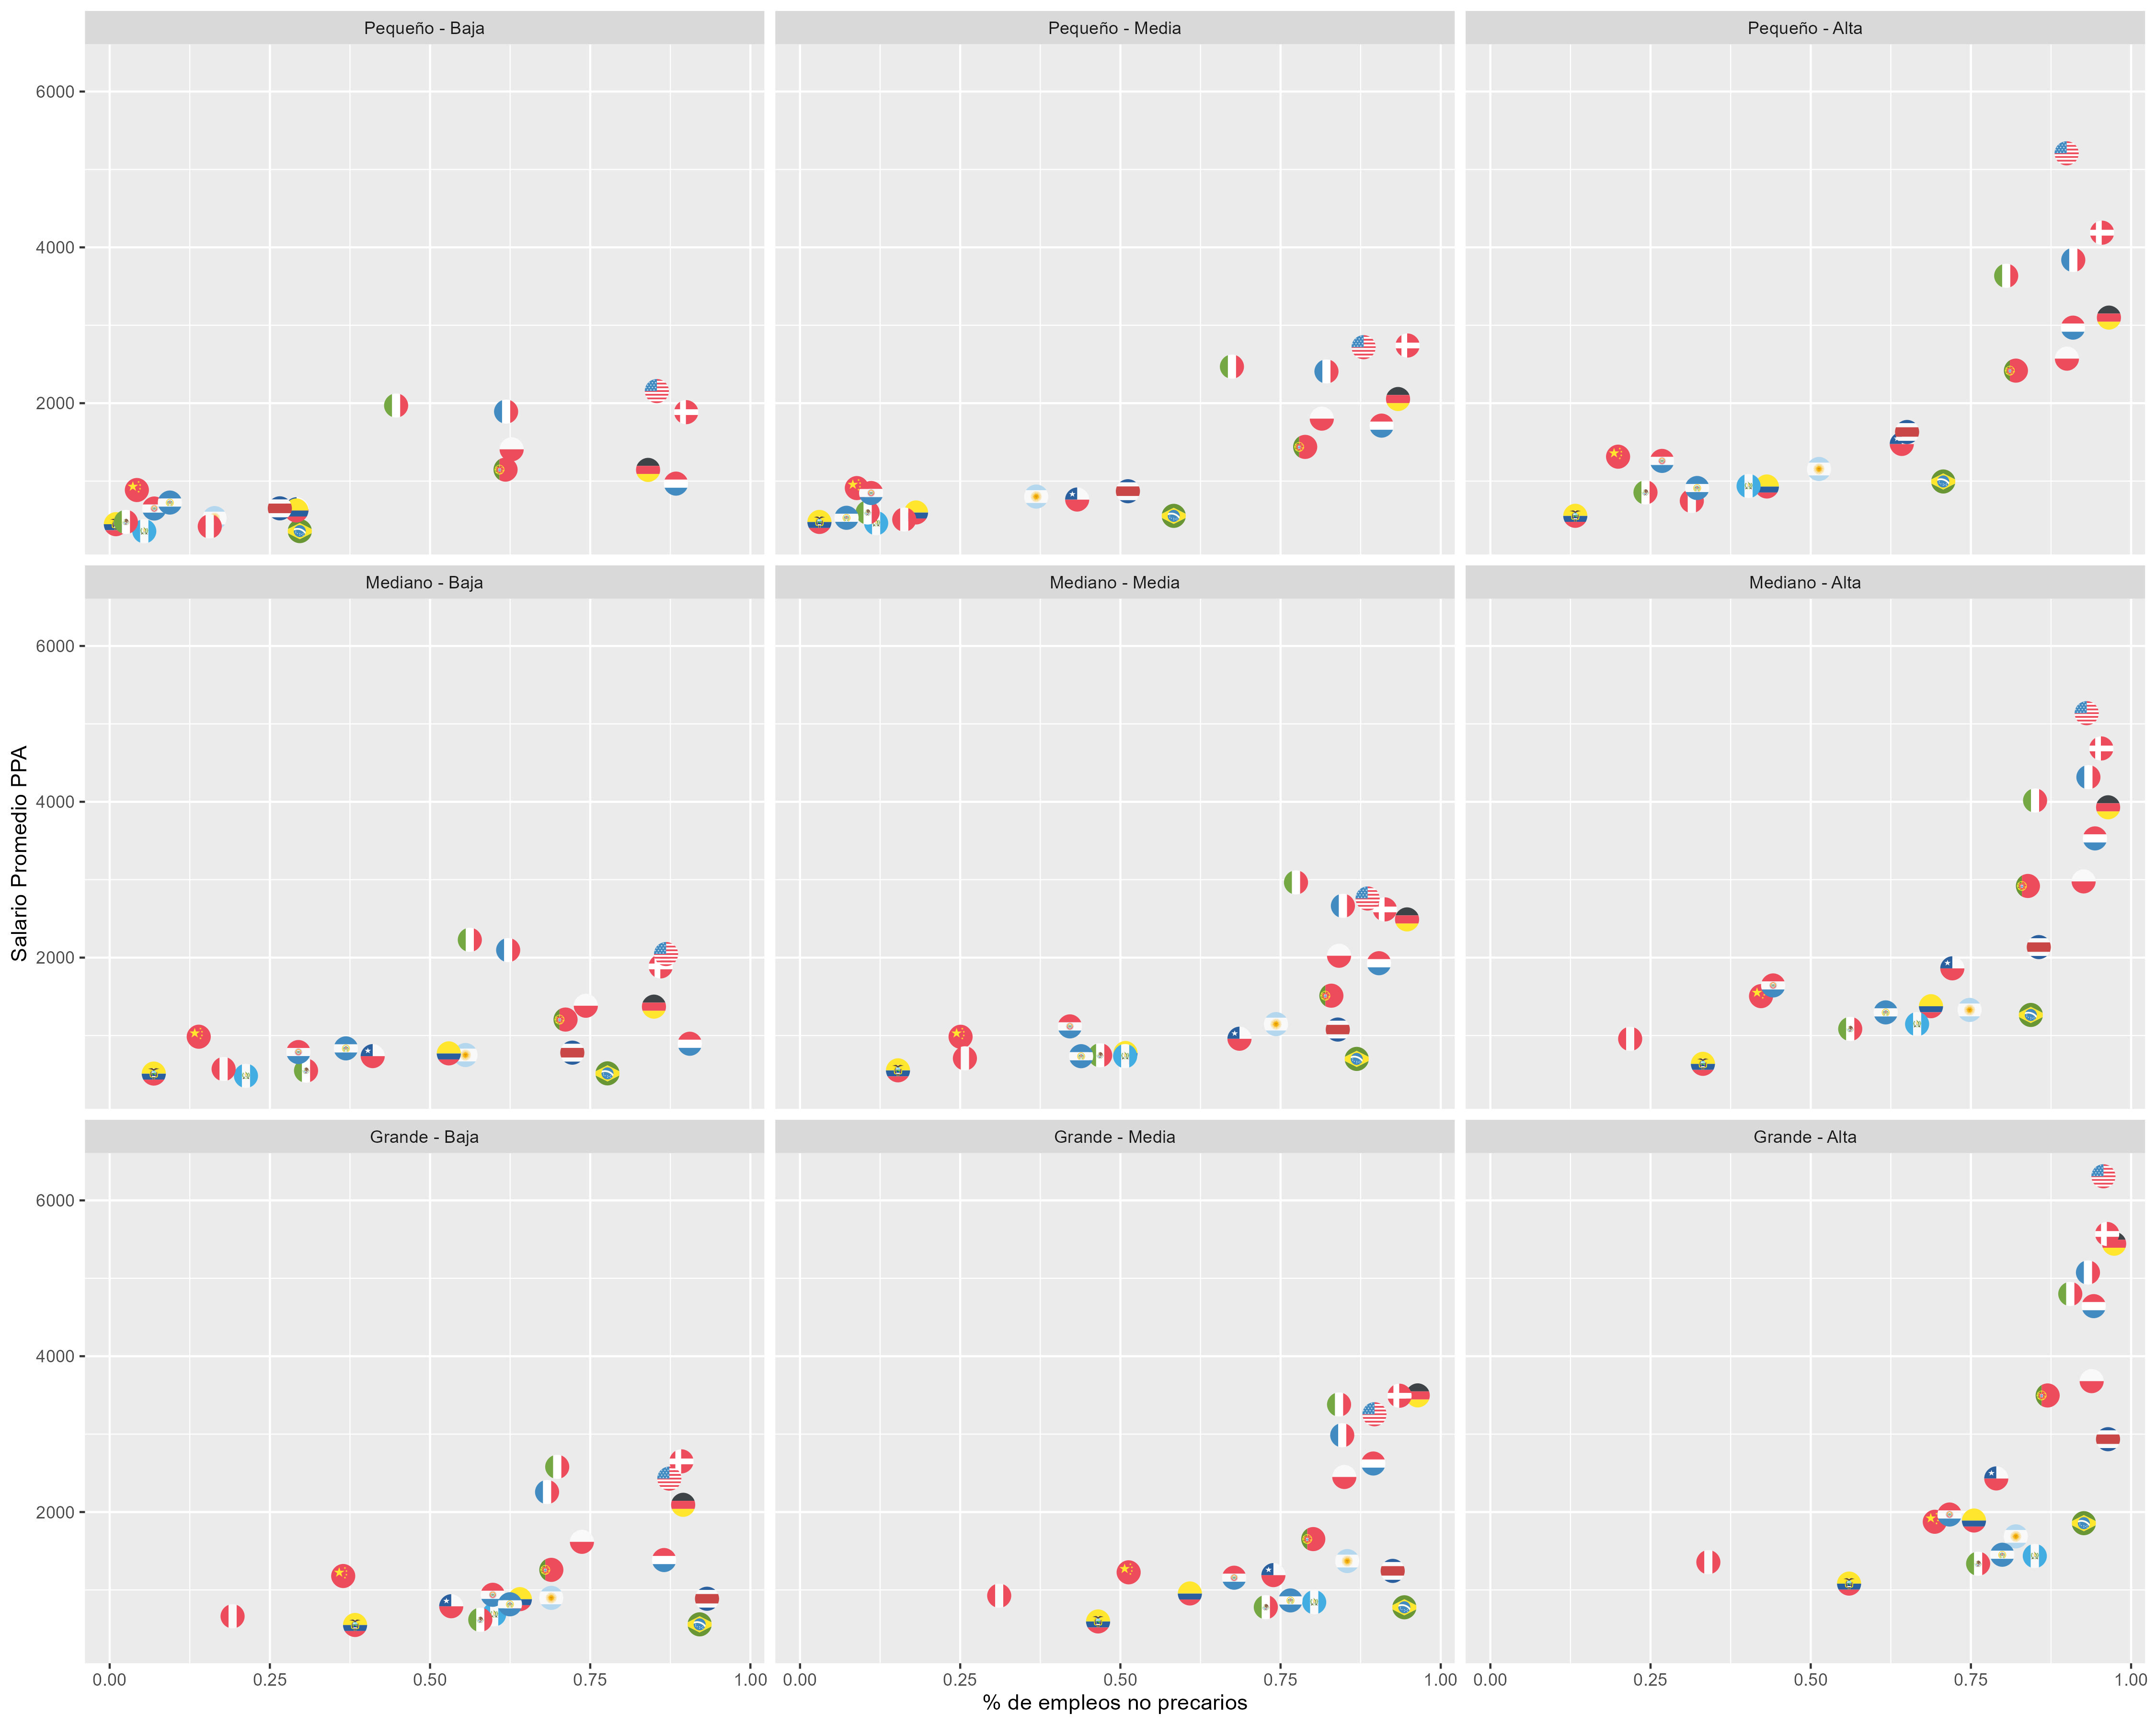 Pequeño - Baja
Pequeño - Media
Pequeño - Alta
6000
4000
2000
Mediano - Baja
Mediano - Media
Mediano - Alta
6000
4000
2000
Salario Promedio PPA
Grande - Baja
Grande - Media
Grande - Alta
6000
4000
2000
0.00 0.25 0.50 0.75 1.00
0.00 0.25 0.50 0.75 1.00
0.00 0.25 0.50 0.75 1.00
% de empleos no precarios